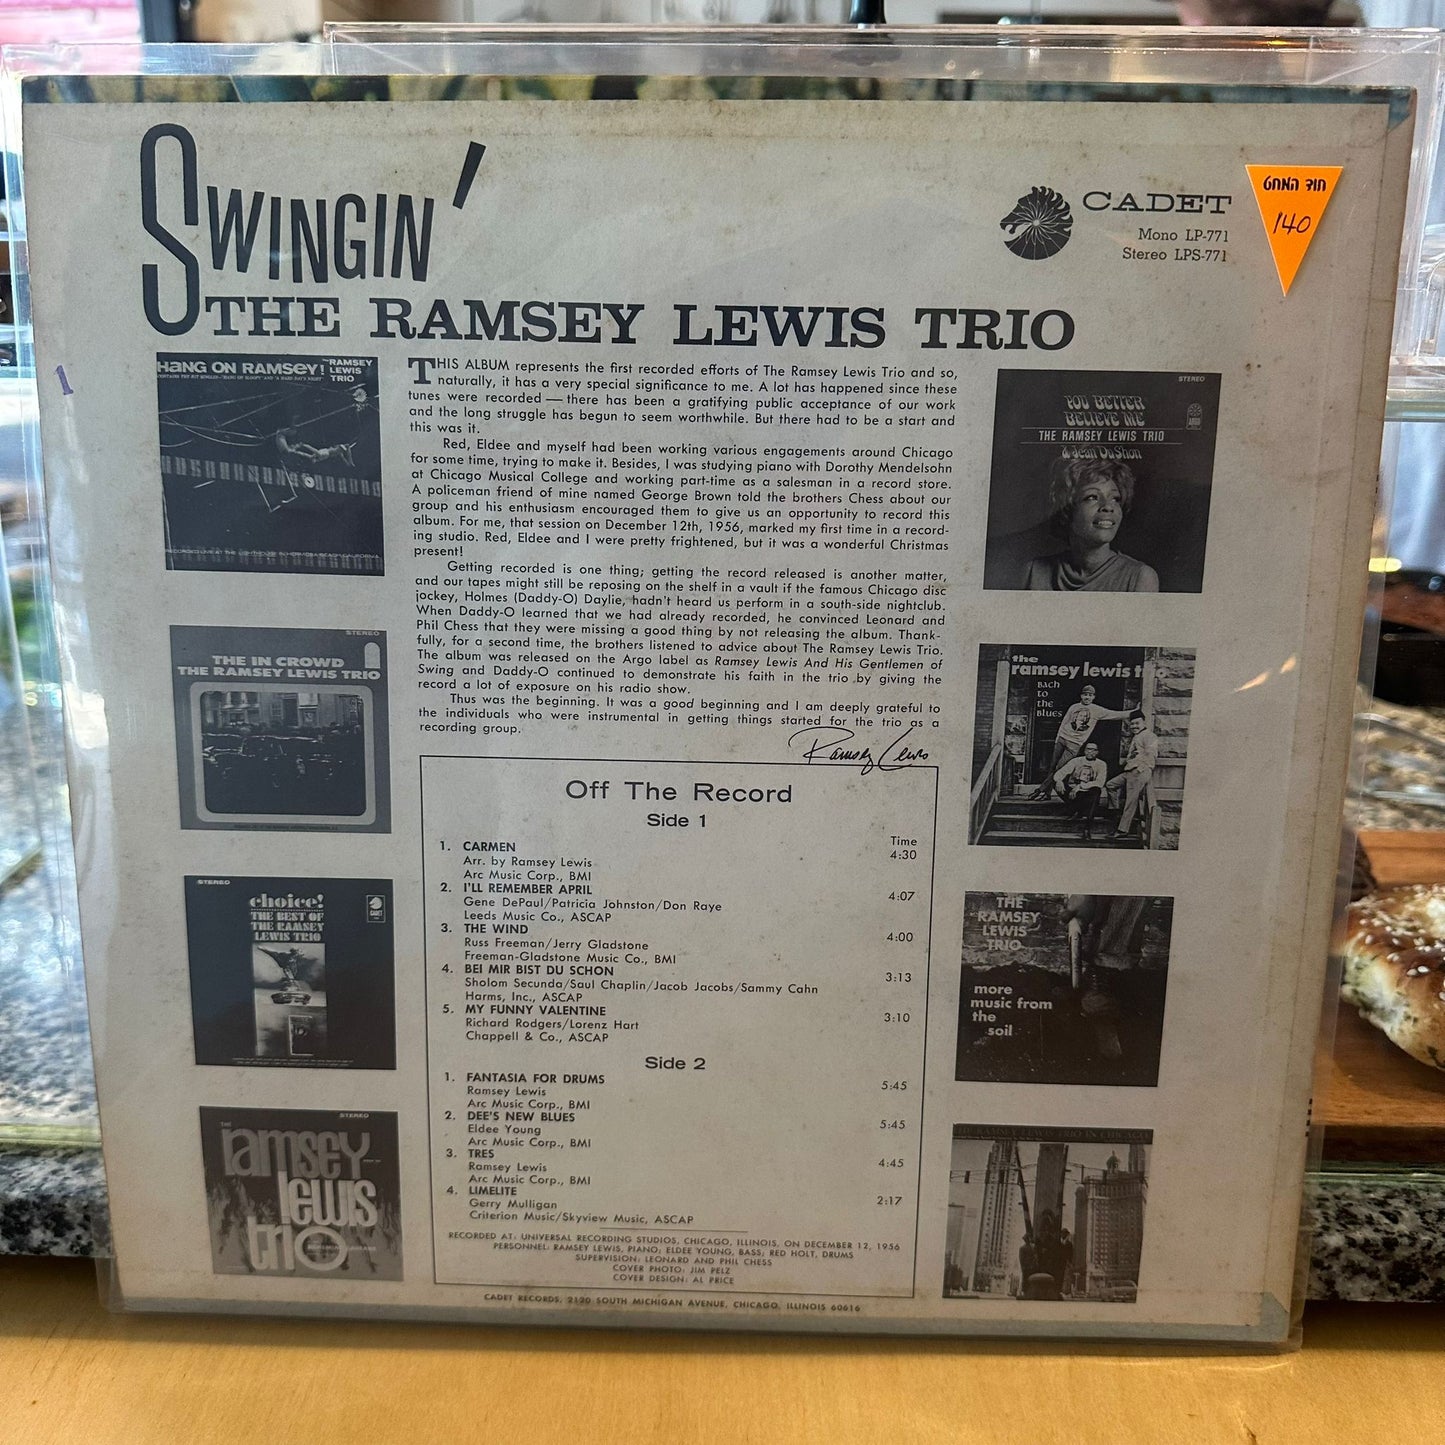 SWINGIN'
THE RAMSEY LEWIS TRIO
CADET
Mono LP-771
Stereo LPS-771
חוד המחט
140
1
HANG ON RAMSEY!
RAMSEY
LEWIS
TRIO
THIS ALBUM represents the first recorded efforts of The Ramsey Lewis Trio and so,
naturally, it has a very special significance to me. A lot has happened since these
tunes were recorded — there has been a gratifying public acceptance of our work
and the long struggle has begun to seem worthwhile. But there had to be a start and
this was it.
Red, Eldee and myself had been working various engagements around Chicago
for some time, trying to make it. Besides, I was studying piano with Dorothy Mendelsohn
at Chicago Musical College and working part-time as a salesman in a record store.
A policeman friend of mine named George Brown told the brothers Chess about our
group and his enthusiasm encouraged them to give us an opportunity to record this
album. For me, that session on December 12th, 1956, marked my first time in a record-
ing studio. Red, Eldee and I were pretty frightened, but it was a wonderful Christmas
present!
Getting recorded is one thing; getting the record released is another matter,
and our tapes might still be reposing on the shelf in a vault if the famous Chicago disc
jockey, Holmes (Daddy-O) Daylie, hadn't heard us perform in a south-side nightclub.
When Daddy-O learned that we had already recorded, he convinced Leonard and
Phil Chess that they were missing a good thing by not releasing the album. Thank-
fully, for a second time, the brothers listened to advice about The Ramsey Lewis Trio.
The album was released on the Argo label as Ramsey Lewis And His Gentlemen of
Swing and Daddy-O continued to demonstrate his faith in the trio by giving the
record a lot of exposure on his radio show.
Thus was the beginning. It was a good beginning and I am deeply grateful to
the individuals who were instrumental in getting things started for the trio as a
recording group.
Ramsey Lewis
STEREO
YOU BETTER
BELIEVE ME
THE RAMSEY LEWIS TRIO
& Jean DuShon
STEREO
THE IN CROWD
THE RAMSEY LEWIS TRIO
the
ramsey lewis
BACH
TO
THE
BLUES
STEREO
choice!
THE BEST OF
THE RAMSEY
LEWIS TRIO
CADET
THE
RAMSEY
LEWIS
TRIO
more
music from
the
soil
STEREO
THE
ramsey
lewis
trio
THE RAMSEY LEWIS TRIO IN CHICAGO
Off The Record
Side 1
Time
1. CARMEN 4:30
Arr. by Ramsey Lewis
Arc Music Corp., BMI
2. I'LL REMEMBER APRIL 4:07
Gene DePaul/Patricia Johnston/Don Raye
Leeds Music Co., ASCAP
3. THE WIND 4:00
Russ Freeman/Jerry Gladstone
Freeman-Gladstone Music Co., BMI
4. BEI MIR BIST DU SCHON 3:13
Sholom Secunda/Saul Chaplin/Jacob Jacobs/Sammy Cahn
Harms, Inc., ASCAP
5. MY FUNNY VALENTINE 3:10
Richard Rodgers/Lorenz Hart
Chappell & Co., ASCAP
Side 2
1. FANTASIA FOR DRUMS 5:45
Ramsey Lewis
Arc Music Corp., BMI
2. DEE'S NEW BLUES 5:45
Eldee Young
Arc Music Corp., BMI
3. TRES 4:45
Ramsey Lewis
Arc Music Corp., BMI
4. LIMELITE 2:17
Gerry Mulligan
Criterion Music/Skyview Music, ASCAP
RECORDED AT: UNIVERSAL RECORDING STUDIOS, CHICAGO, ILLINOIS, ON DECEMBER 12, 1956
PERSONNEL: RAMSEY LEWIS, PIANO; ELDEE YOUNG, BASS; RED HOLT, DRUMS
SUPERVISION: LEONARD AND PHIL CHESS
COVER PHOTO: JIM PELZ
COVER DESIGN: AL PRICE
CADET RECORDS, 2120 SOUTH MICHIGAN AVENUE, CHICAGO, ILLINOIS 60616